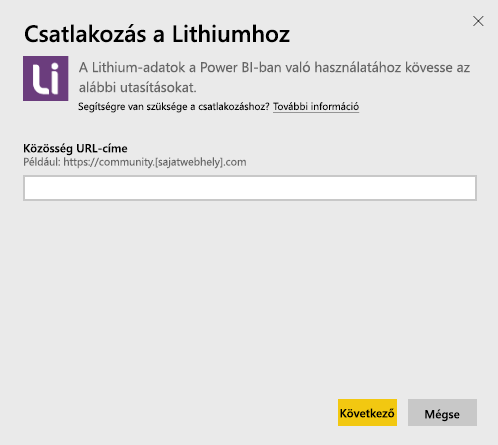 Csatlakozás a Lithiumhoz
Li
A Lithium-adatok a Power BI-ban való használatához kövesse az
alábbi utasításokat.
Segítségre van szüksége a csatlakozáshoz? További információ
Közösség URL-címe
Például: https://community.[sajatwebhely].com
Következő
Mégse